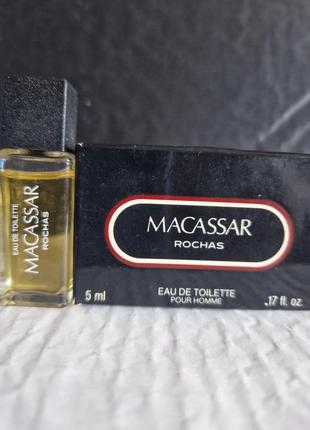 EAU DE TOILETTE
MACASSAR
ROCHAS
MACASSAR
ROCHAS
5 ml
EAU DE TOILETTE
POUR HOMME
.17 fl. oz.